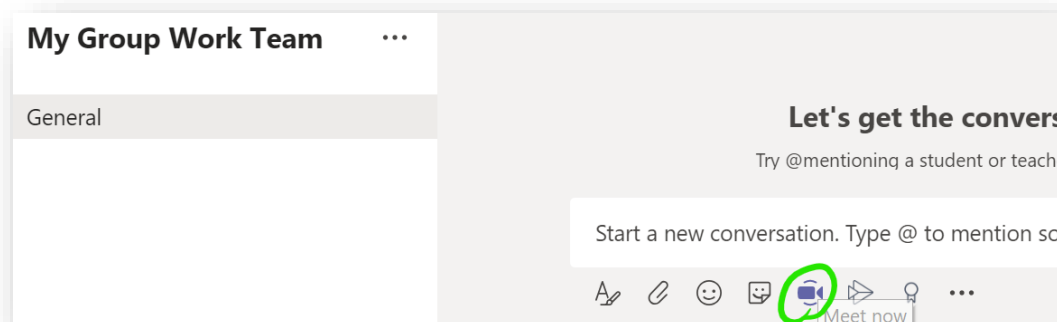 My Group Work Team
General
Let's get the convers
Try @mentioning a student or teach
Start a new conversation. Type @ to mention so
Meet now